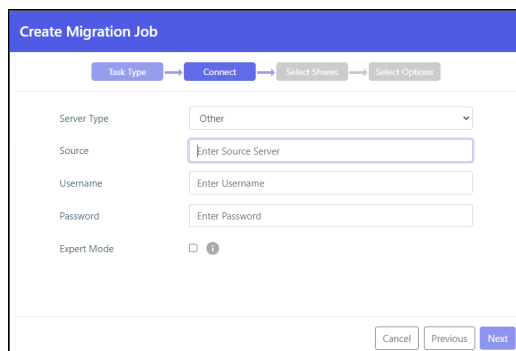 Create Migration Job
Task Type Connect Select Shares Select Options
Server Type Other
Source Enter Source Server
Username Enter Username
Password Enter Password
Expert Mode
Cancel Previous Next